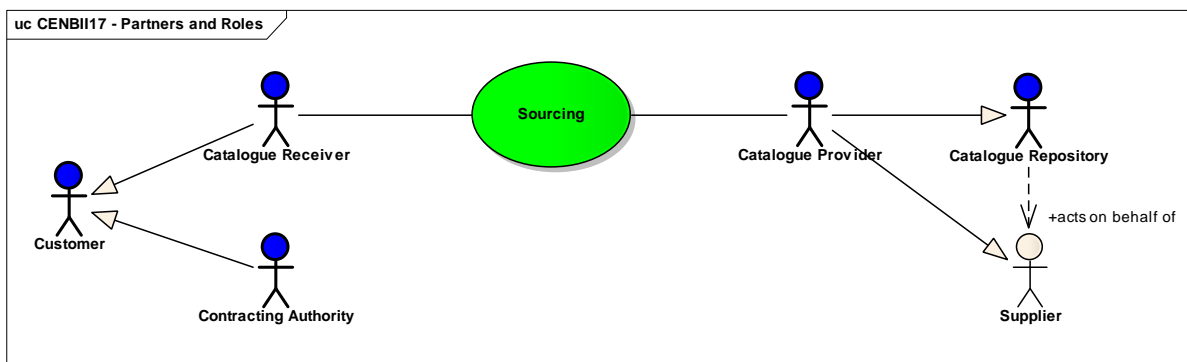 uc CENBII17 - Partners and Roles
Sourcing
Catalogue Receiver
Catalogue Provider
Catalogue Repository
Customer
+acts on behalf of
Contracting Authority
Supplier